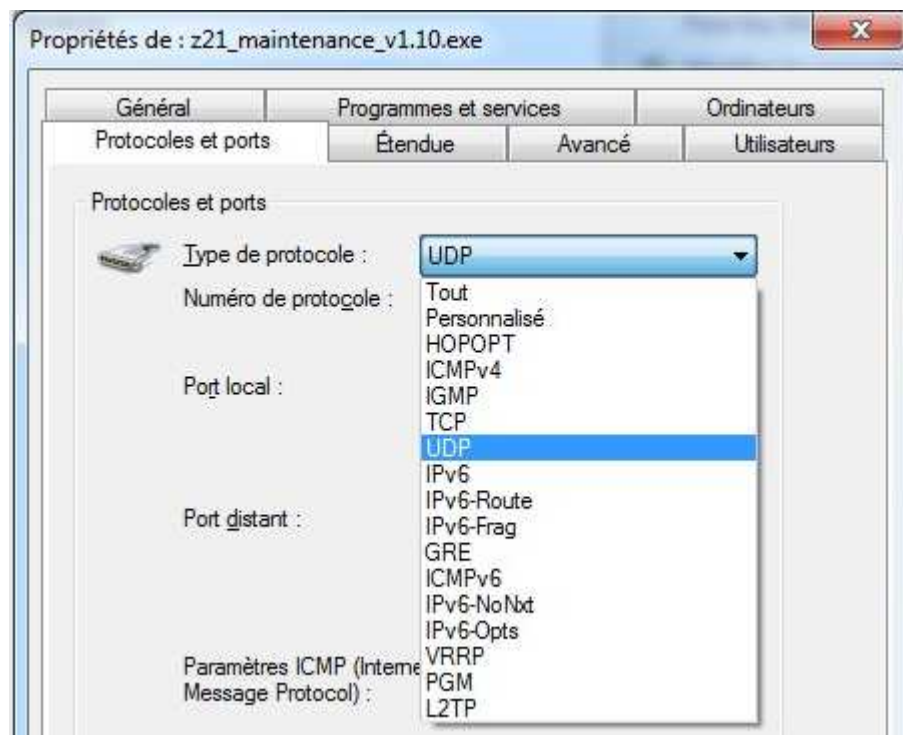 Propriétés de : z21_maintenance_v1.10.exe
Général Programmes et services Ordinateurs
Protocoles et ports Étendue Avancé Utilisateurs
Protocoles et ports
Type de protocole : UDP
Numéro de protocole :
Tout
Personnalisé
HOPOPT
ICMPv4
IGMP
TCP
UDP
IPv6
IPv6-Route
IPv6-Frag
GRE
ICMPv6
IPv6-NoNxt
IPv6-Opts
VRRP
PGM
L2TP
Port local :
Port distant :
Paramètres ICMP (Interne
Message Protocol) :